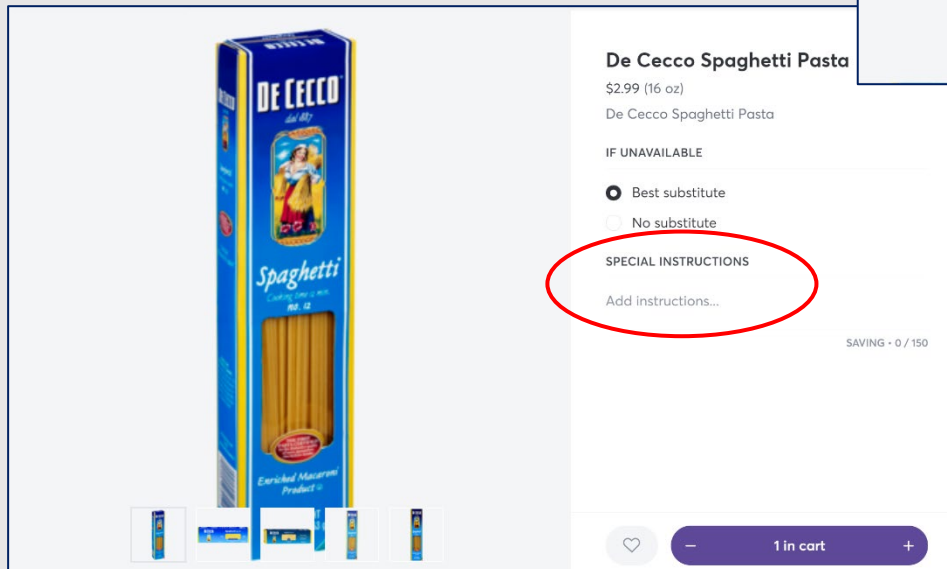 DE CECCO
dal 1887
Spaghetti
Cooking time 12 min.
no. 12
Enriched Macaroni
Product
De Cecco Spaghetti Pasta
$2.99 (16 oz)
De Cecco Spaghetti Pasta
IF UNAVAILABLE
Best substitute
No substitute
SPECIAL INSTRUCTIONS
Add instructions...
SAVING • 0 / 150
− 1 in cart +